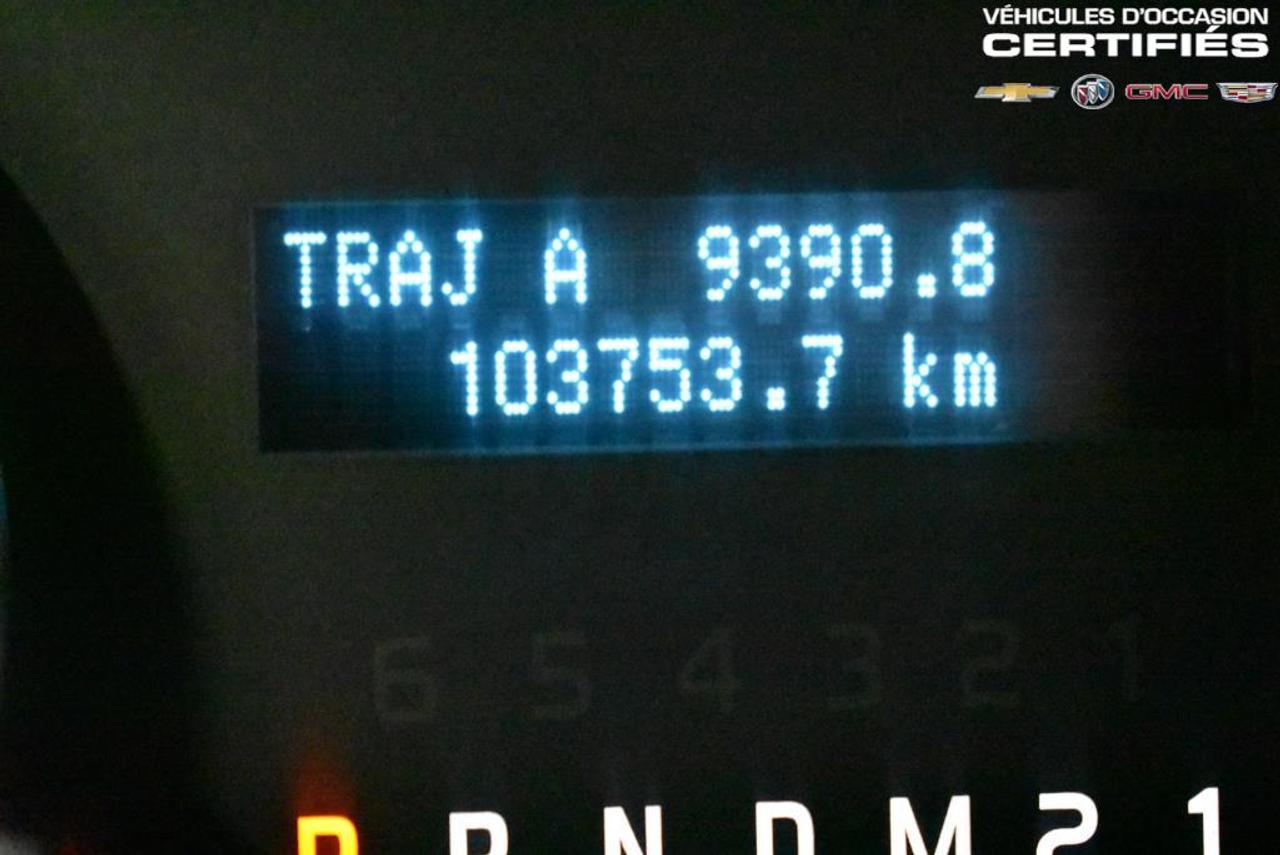 VÉHICULES D'OCCASION
CERTIFIÉS
GMC
TRAJ A 9390.8
103753.7 km
6 5 4 3 2 1
P R N D M 2 1